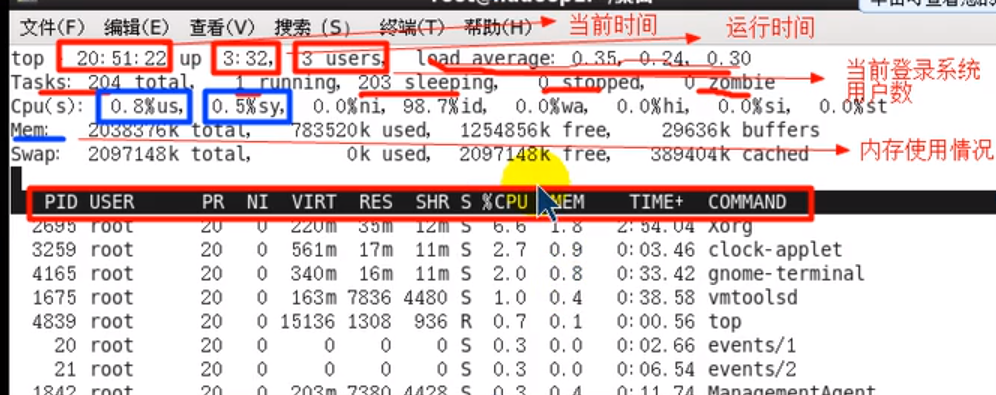 文件(F) 编辑(E) 查看(V) 搜索 (S) 终端(T) 帮助(H)
当前时间
运行时间
top - 20:51:22 up 3:32, 3 users, load average: 0.35, 0.24, 0.30
Tasks: 204 total, 1 running, 203 sleeping, 0 stopped, 0 zombie
当前登录系统
用户数
Cpu(s): 0.8%us, 0.5%sy, 0.0%ni, 98.7%id, 0.0%wa, 0.0%hi, 0.0%si, 0.0%st
Mem: 2038376k total, 783520k used, 1254856k free, 29636k buffers
内存使用情况
Swap: 2097148k total, 0k used, 2097148k free, 389404k cached
PID USER PR NI VIRT RES SHR S %CPU %MEM TIME+ COMMAND
2695 root 20 0 220m 35m 12m S 6.6 1.8 2:54.04 Xorg
3259 root 20 0 561m 17m 11m S 2.7 0.9 0:03.46 clock-applet
4165 root 20 0 340m 16m 11m S 2.0 0.8 0:33.42 gnome-terminal
1675 root 20 0 163m 7836 4480 S 1.0 0.4 0:38.58 vmtoolsd
4839 root 20 0 15136 1308 936 R 0.7 0.1 0:00.56 top
20 root 20 0 0 0 0 S 0.3 0.0 0:02.66 events/1
21 root 20 0 0 0 0 S 0.3 0.0 0:06.54 events/2
1842 root 20 0 203m 7380 4428 S 0.3 0.4 0:11.74 ManagementAgent